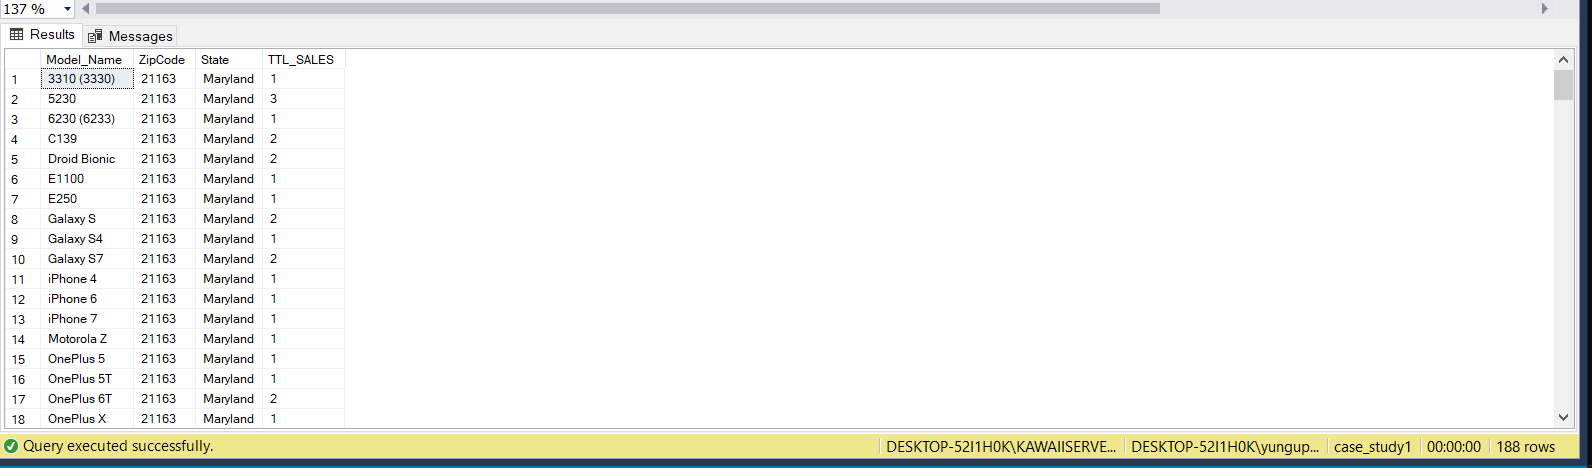 137 %
Results Messages
Model_Name ZipCode State TTL_SALES
1 3310 (3330) 21163 Maryland 1
2 5230 21163 Maryland 3
3 6230 (6233) 21163 Maryland 1
4 C139 21163 Maryland 2
5 Droid Bionic 21163 Maryland 2
6 E1100 21163 Maryland 1
7 E250 21163 Maryland 1
8 Galaxy S 21163 Maryland 2
9 Galaxy S4 21163 Maryland 1
10 Galaxy S7 21163 Maryland 2
11 iPhone 4 21163 Maryland 1
12 iPhone 6 21163 Maryland 1
13 iPhone 7 21163 Maryland 1
14 Motorola Z 21163 Maryland 1
15 OnePlus 5 21163 Maryland 1
16 OnePlus 5T 21163 Maryland 1
17 OnePlus 6T 21163 Maryland 2
18 OnePlus X 21163 Maryland 1
Query executed successfully. DESKTOP-52I1H0K\KAWAIISERVE... DESKTOP-52I1H0K\yungup... case_study1 00:00:00 188 rows